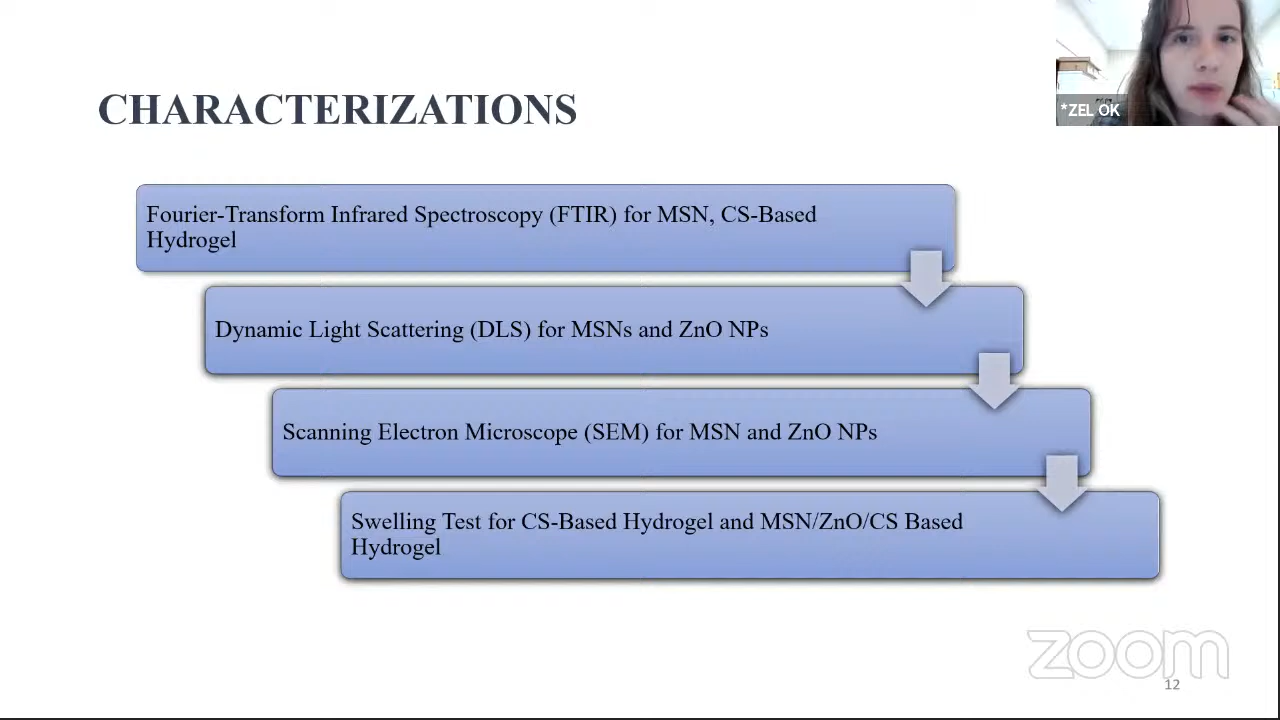 *ZEL OK
CHARACTERIZATIONS
Fourier-Transform Infrared Spectroscopy (FTIR) for MSN, CS-Based
Hydrogel
Dynamic Light Scattering (DLS) for MSNs and ZnO NPs
Scanning Electron Microscope (SEM) for MSN and ZnO NPs
Swelling Test for CS-Based Hydrogel and MSN/ZnO/CS Based
Hydrogel
zoom
12